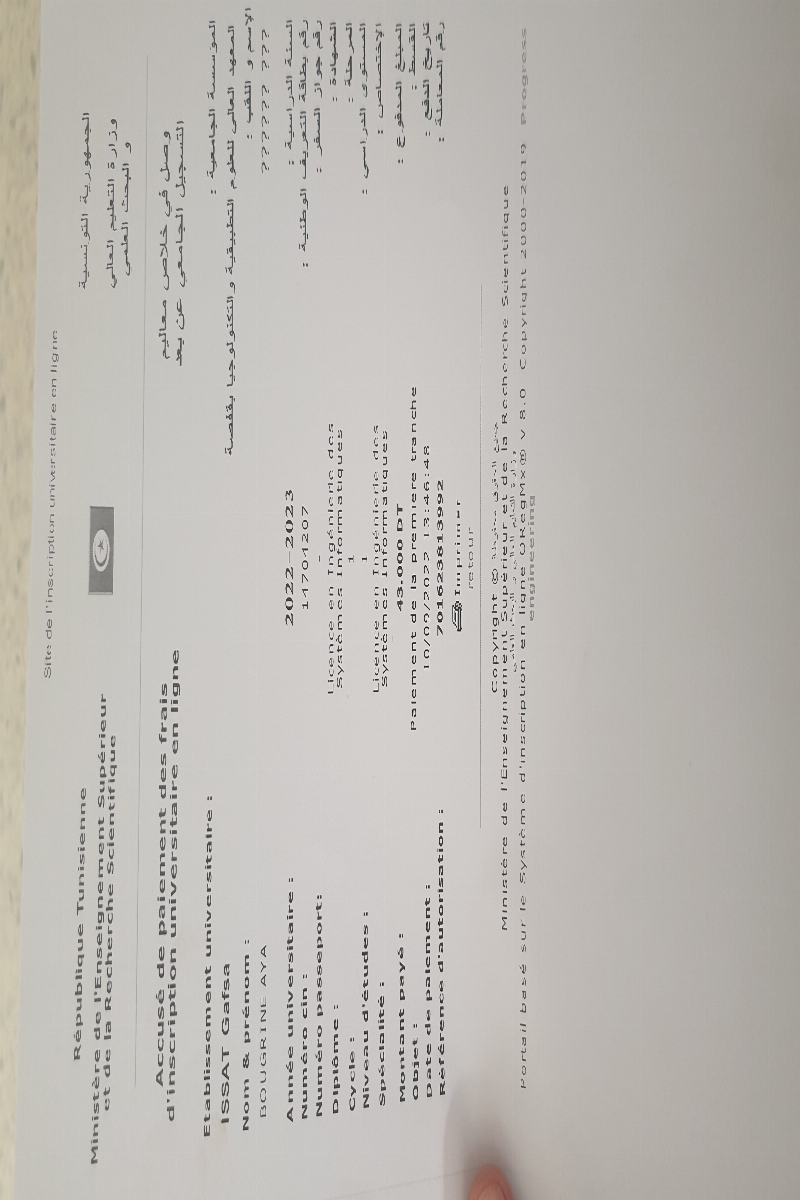 Site de l'inscription universitaire en ligne
République Tunisienne
Ministère de l'Enseignement Supérieur
et de la Recherche Scientifique
الجمهورية التونسية
وزارة التعليم العالي
و البحث العلمي
Accusé de paiement des frais
d'inscription universitaire en ligne
وصل في خلاص معاليم
التسجيل الجامعي عن بعد
Etablissement universitaire :
المؤسسة الجامعية :
ISSAT Gafsa
المعهد العالي للعلوم التطبيقية والتكنولوجيا بقفصة
Nom & prénom :
الإسم و اللقب :
BOUGRINE AYA
?????? ???
Année universitaire : 2022-2023 السنة الدراسية :
Numéro cin : 14704207 رقم بطاقة التعريف الوطنية :
Numéro passeport: - رقم جواز السفر :
Diplôme : Licence en Ingénierie des Systèmes Informatiques الشهادة :
Cycle : 1 المرحلة :
Niveau d'études : 1 المستوى الدراسي :
Spécialité : Licence en Ingénierie des Systèmes Informatiques الإختصاص :
Montant payé : 43.000 DT المبلغ المدفوع :
Objet : Paiement de la premiere tranche القسط :
Date de paiement : 10/09/2022 13:46:48 تاريخ الدفع :
Référence d'autorisation : 701623813992 رقم المعاملة :
Imprimer
retour
Copyright © جميع الحقوق محفوظة
Ministère de l'Enseignement Supérieur et de la Recherche Scientifique
Portail basé sur le Système d'inscription en ligne ORegMx® v 8.0 Copyright 2000-2019 Progress
engineering